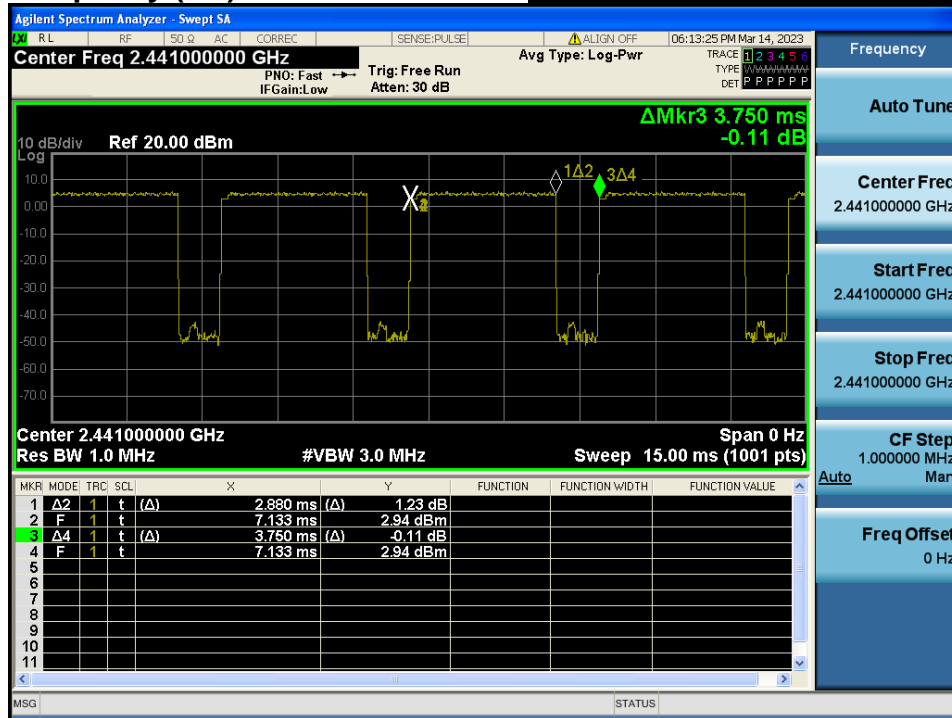 Agilent Spectrum Analyzer - Swept SA
LXI RL RF 50 Ω AC CORREC SENSE:PULSE ALIGN OFF 06:13:25 PM Mar 14, 2023
Center Freq 2.441000000 GHz Avg Type: Log-Pwr TRACE 1 2 3 4 5 6
PNO: Fast Trig: Free Run TYPE WWWWWW
IFGain:Low Atten: 30 dB DET P P P P P P
ΔMkr3 3.750 ms
10 dB/div Ref 20.00 dBm -0.11 dB
Log
1Δ2 3Δ4
10.0
0.00
-10.0
-20.0
-30.0
-40.0
-50.0
-60.0
-70.0
Center 2.441000000 GHz Span 0 Hz
Res BW 1.0 MHz #VBW 3.0 MHz Sweep 15.00 ms (1001 pts)
MKR MODE TRC SCL X Y FUNCTION FUNCTION WIDTH FUNCTION VALUE
1 Δ2 1 t (Δ) 2.880 ms (Δ) 1.23 dB
2 F 1 t 7.133 ms 2.94 dBm
3 Δ4 1 t (Δ) 3.750 ms (Δ) -0.11 dB
4 F 1 t 7.133 ms 2.94 dBm
5
6
7
8
9
10
11
MSG STATUS
Frequency
Auto Tune
Center Freq
2.441000000 GHz
Start Freq
2.441000000 GHz
Stop Freq
2.441000000 GHz
CF Step
1.000000 MHz
Auto Man
Freq Offset
0 Hz